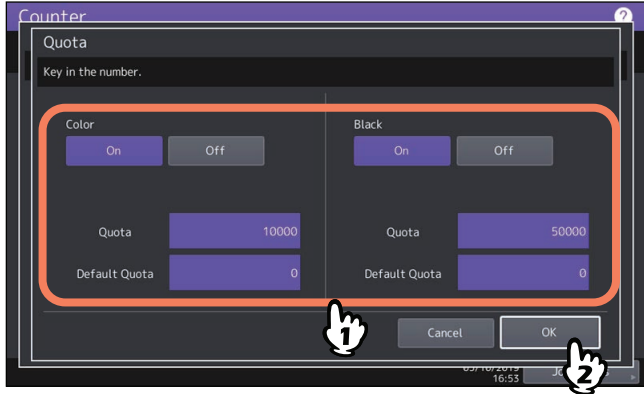 Counter ?
Quota
Key in the number.
Color Black
On Off On Off
Quota 10000 Quota 50000
Default Quota 0 Default Quota 0
1
Cancel OK
2
16:53